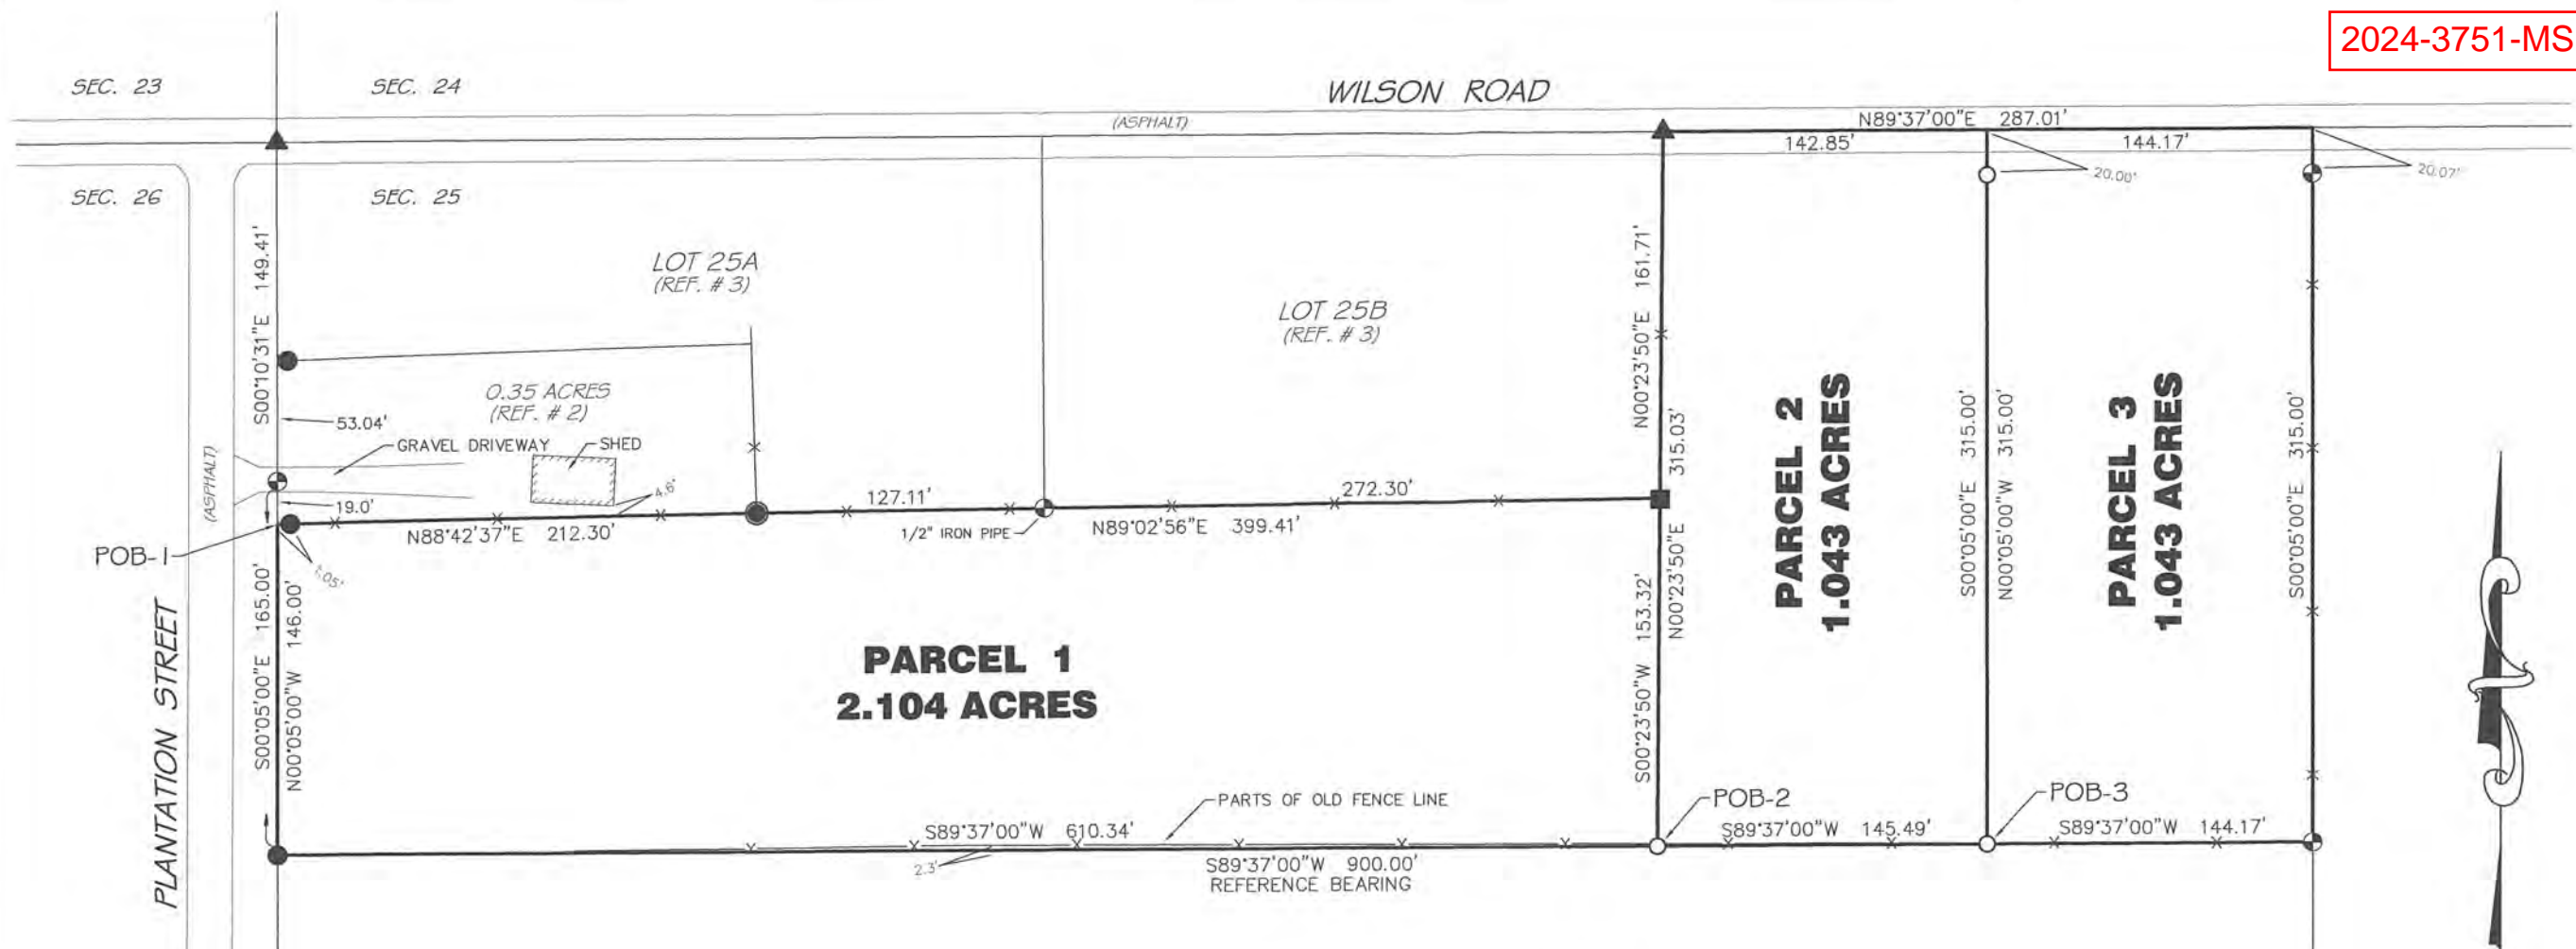 2024-3751-MS
SEC. 23
SEC. 24
WILSON ROAD
(ASPHALT)
N89°37'00"E 287.01'
142.85'
144.17'
20.00'
20.07'
SEC. 26
SEC. 25
S00°10'31"E 149.41'
LOT 25A
(REF. # 3)
LOT 25B
(REF. # 3)
N00°23'50"E 161.71'
0.35 ACRES
(REF. # 2)
53.04'
GRAVEL DRIVEWAY
SHED
4.6'
19.0'
(ASPHALT)
N88°42'37"E 212.30'
127.11'
1/2" IRON PIPE
272.30'
N89°02'56"E 399.41'
POB-1
1.05'
S00°05'00"E 165.00'
N00°05'00"W 146.00'
PLANTATION STREET
PARCEL 1
2.104 ACRES
S00°23'50"W 153.32'
N00°23'50"E 315.03'
PARCEL 2
1.043 ACRES
S00°05'00"E 315.00'
N00°05'00"W 315.00'
PARCEL 3
1.043 ACRES
S00°05'00"E 315.00'
PARTS OF OLD FENCE LINE
POB-2
POB-3
S89°37'00"W 610.34'
S89°37'00"W 145.49'
S89°37'00"W 144.17'
2.3'
S89°37'00"W 900.00'
REFERENCE BEARING